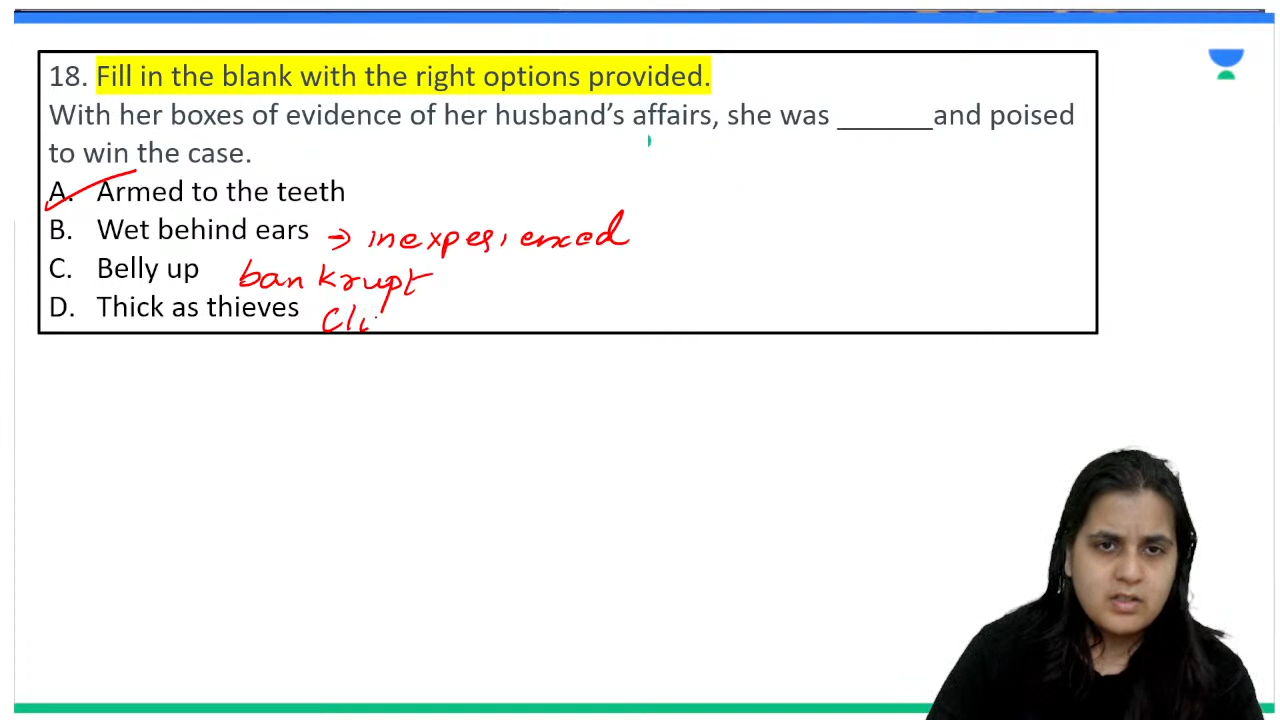 18. Fill in the blank with the right options provided.
With her boxes of evidence of her husband's affairs, she was ______and poised
to win the case.
A. Armed to the teeth
B. Wet behind ears → inexperienced
C. Belly up bankrupt
D. Thick as thieves Cli